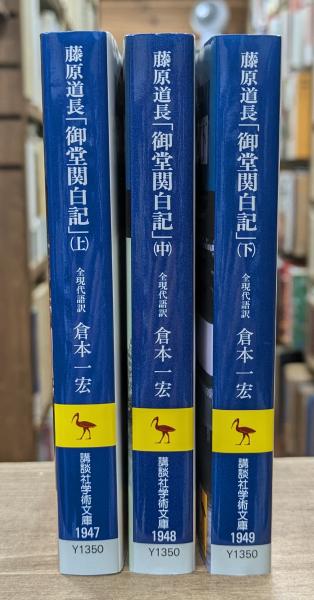 藤原道長「御堂関白記」(上)
全現代語訳
倉本一宏
講談社学術文庫
1947
Y1350
藤原道長「御堂関白記」(中)
全現代語訳
倉本一宏
講談社学術文庫
1948
Y1350
藤原道長「御堂関白記」(下)
全現代語訳
倉本一宏
講談社学術文庫
1949
Y1350